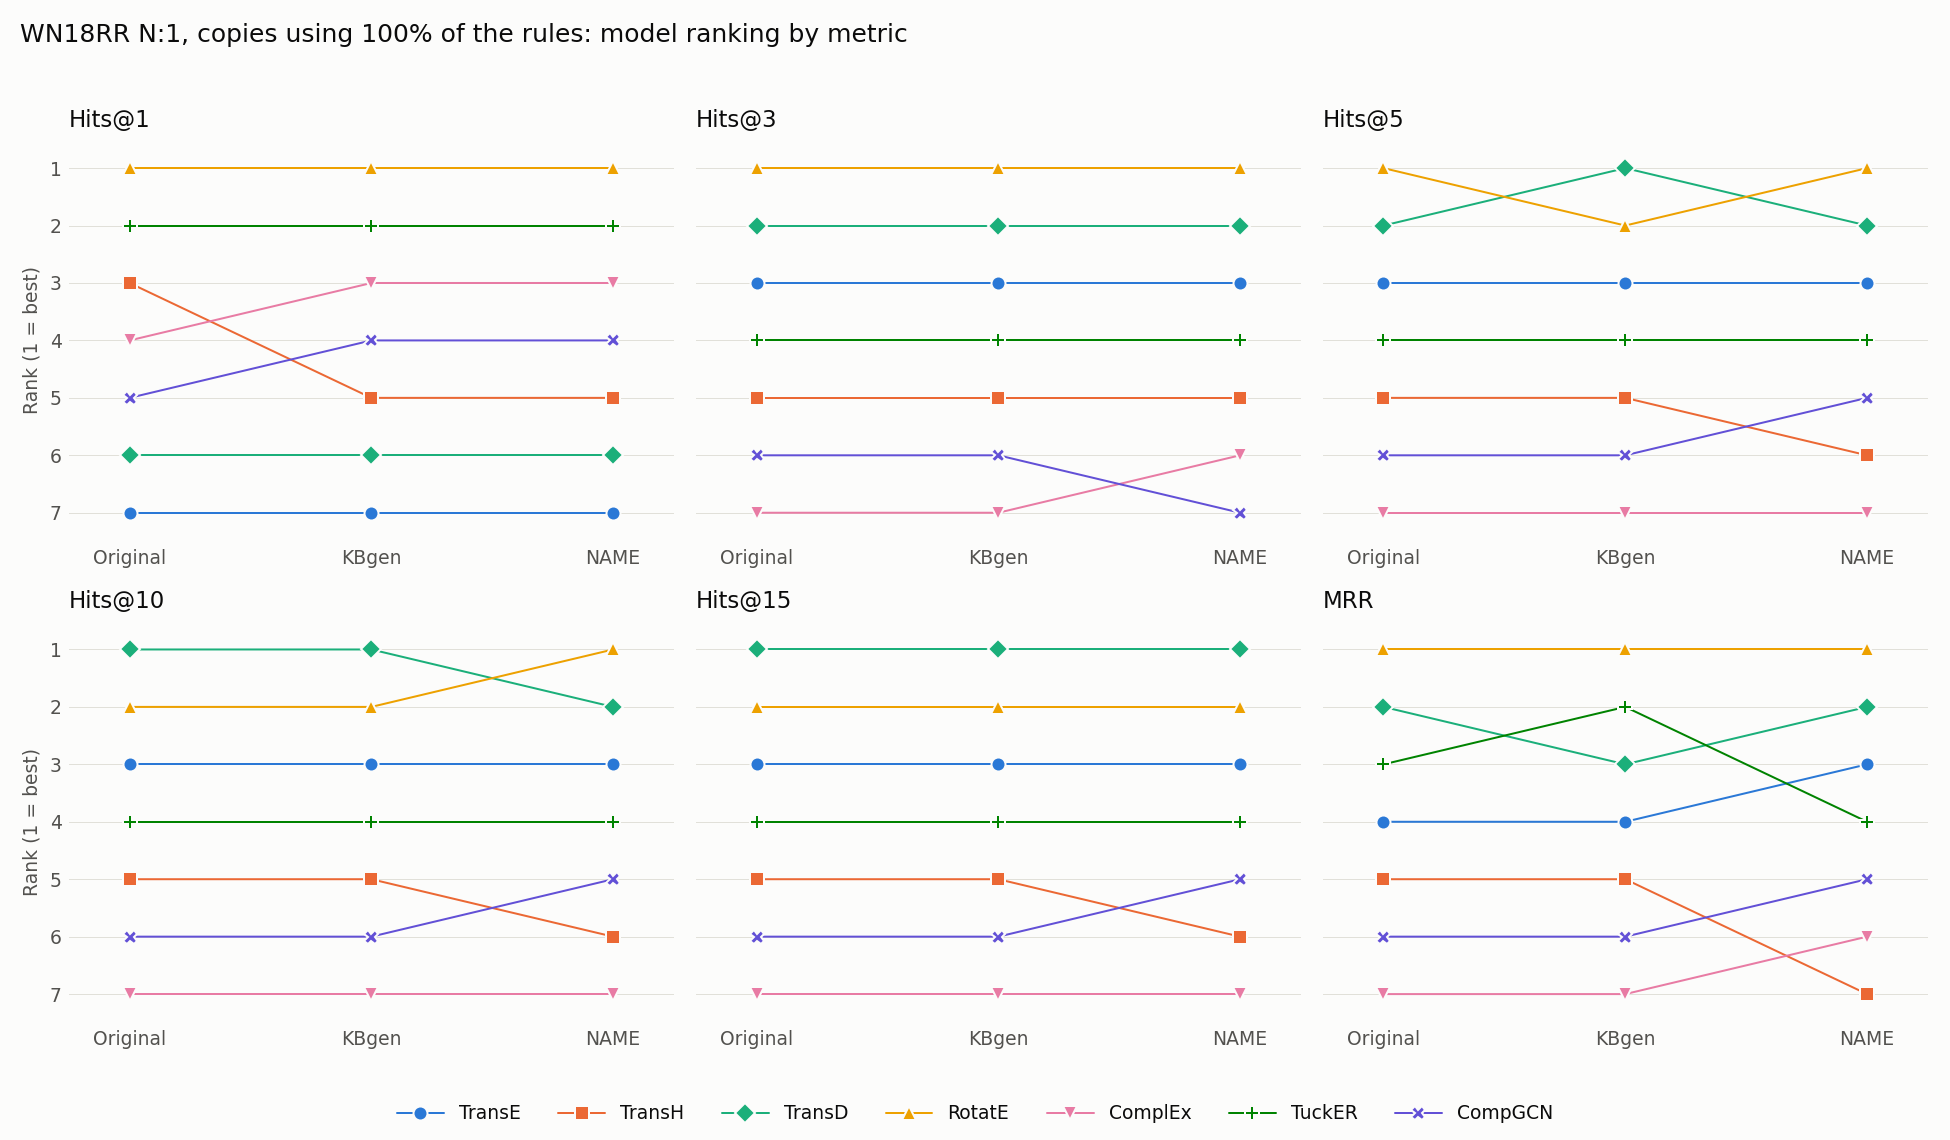 WN18RR N:1, copies using 100% of the rules: model ranking by metric
Hits@1
Hits@3
Hits@5
Rank (1 = best)
1
2
3
4
5
6
7
Original KBgen NAME
Original KBgen NAME
Original KBgen NAME
Hits@10
Hits@15
MRR
Rank (1 = best)
1
2
3
4
5
6
7
Original KBgen NAME
Original KBgen NAME
Original KBgen NAME
TransE TransH TransD RotatE ComplEx TuckER CompGCN